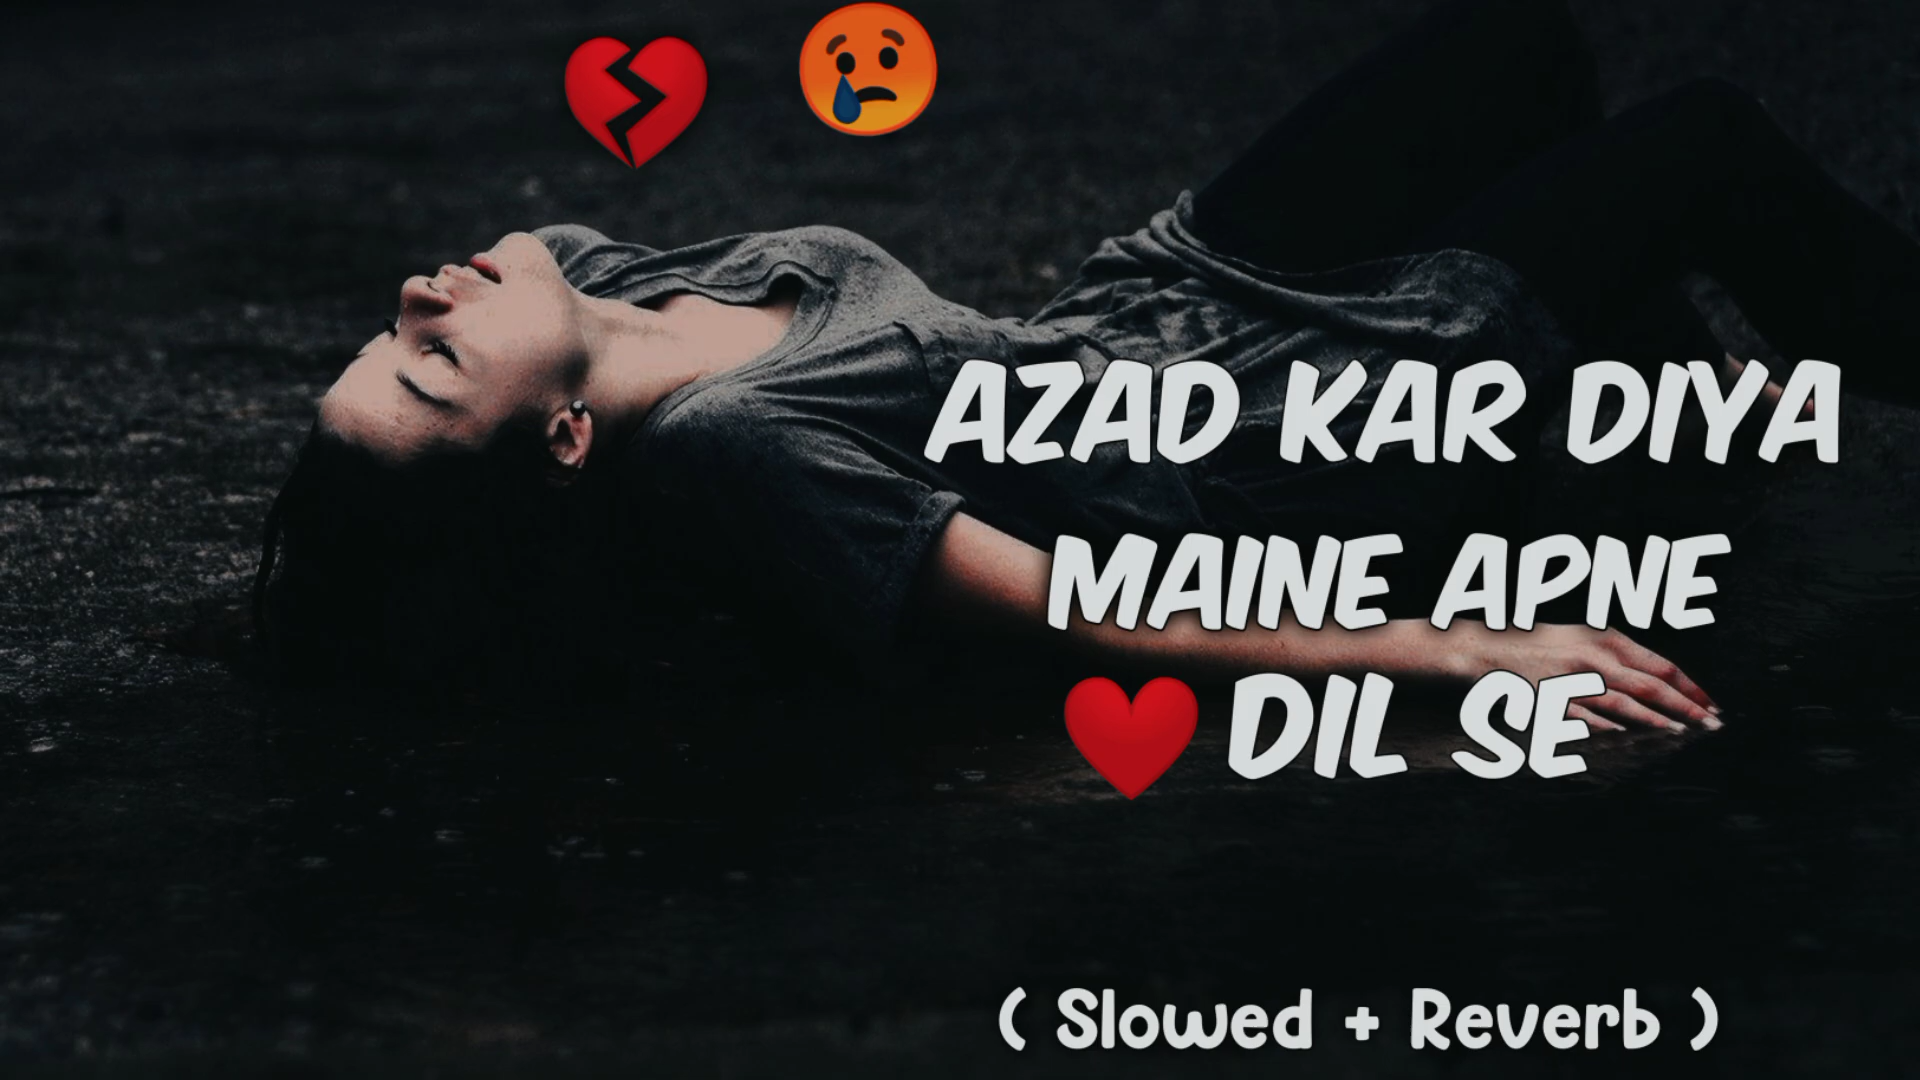 AZAD KAR DIYA
MAINE APNE
❤️ DIL SE
( Slowed + Reverb )